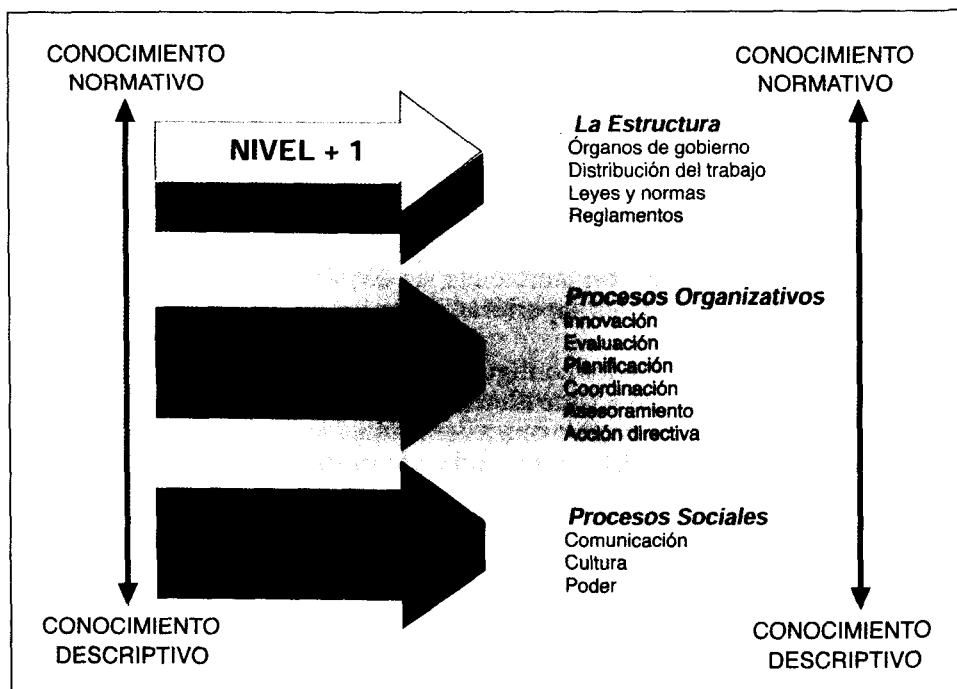 CONOCIMIENTO
NORMATIVO
CONOCIMIENTO
NORMATIVO
NIVEL + 1
La Estructura
Órganos de gobierno
Distribución del trabajo
Leyes y normas
Reglamentos
Procesos Organizativos
Innovación
Evaluación
Planificación
Coordinación
Asesoramiento
Acción directiva
Procesos Sociales
Comunicación
Cultura
Poder
CONOCIMIENTO
DESCRIPTIVO
CONOCIMIENTO
DESCRIPTIVO